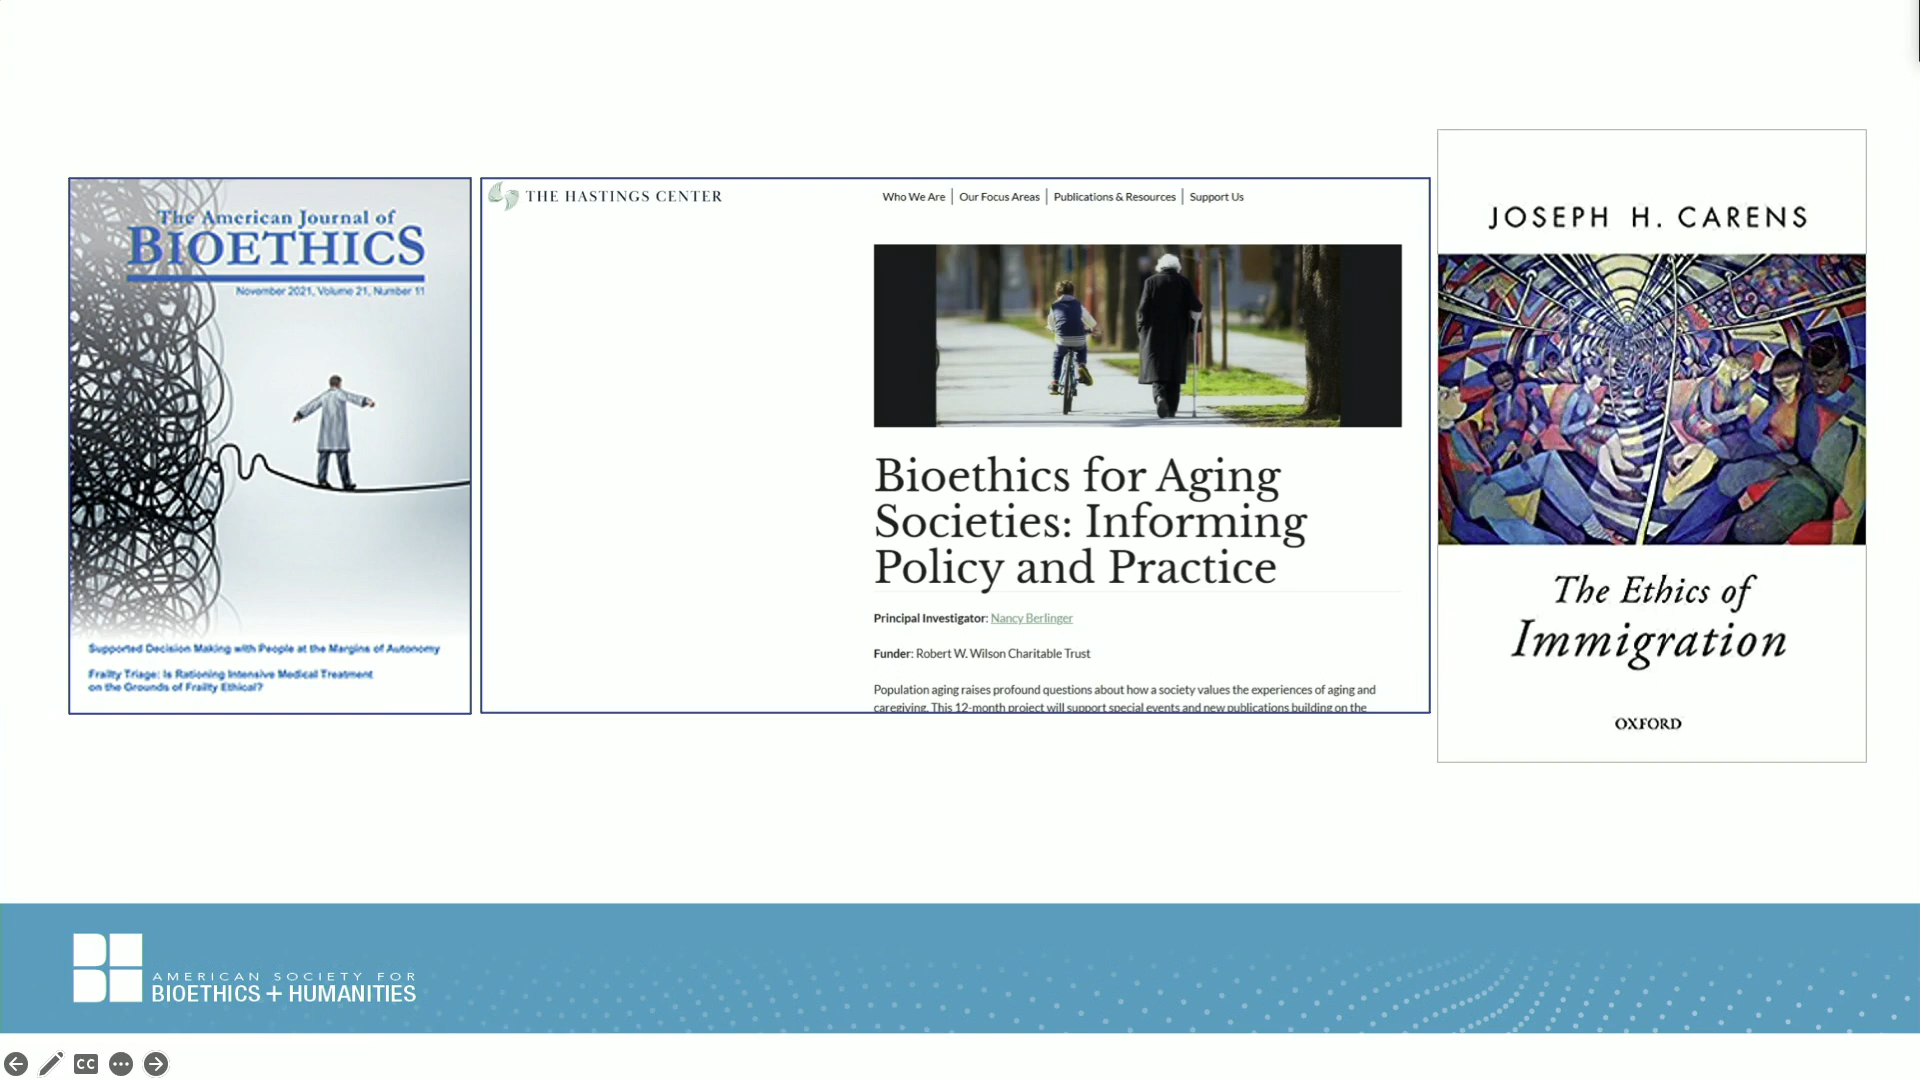 The American Journal of
BIOETHICS
November 2021, Volume 21, Number 11
Supported Decision Making with People at the Margins of Autonomy
Frailty Triage: Is Rationing Intensive Medical Treatment
on the Grounds of Frailty Ethical?
THE HASTINGS CENTER
Who We Are | Our Focus Areas | Publications & Resources | Support Us
Bioethics for Aging
Societies: Informing
Policy and Practice
Principal Investigator: Nancy Berlinger
Funder: Robert W. Wilson Charitable Trust
Population aging raises profound questions about how a society values the experiences of aging and
caregiving. This 12-month project will support special events and new publications building on the
JOSEPH H. CARENS
The Ethics of
Immigration
OXFORD
AMERICAN SOCIETY FOR
BIOETHICS + HUMANITIES
CC